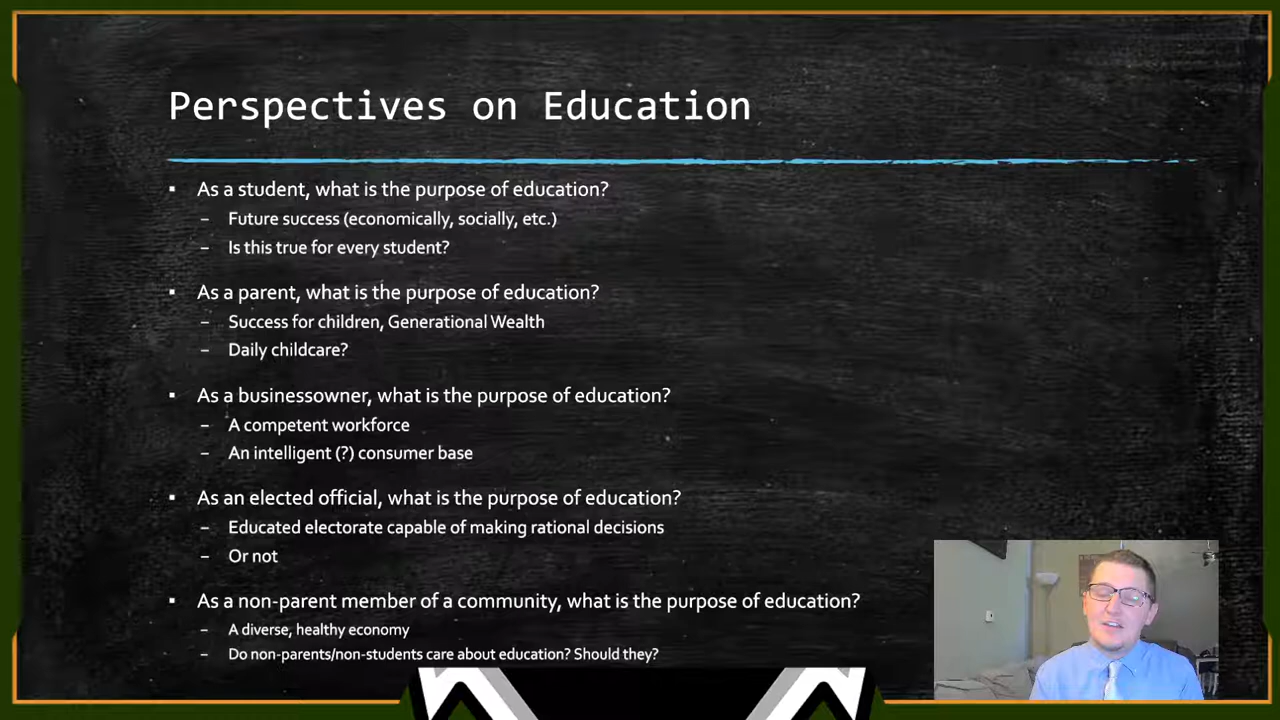 Perspectives on Education
▪ As a student, what is the purpose of education?
– Future success (economically, socially, etc.)
– Is this true for every student?
▪ As a parent, what is the purpose of education?
– Success for children, Generational Wealth
– Daily childcare?
▪ As a businessowner, what is the purpose of education?
– A competent workforce
– An intelligent (?) consumer base
▪ As an elected official, what is the purpose of education?
– Educated electorate capable of making rational decisions
– Or not
▪ As a non-parent member of a community, what is the purpose of education?
– A diverse, healthy economy
– Do non-parents/non-students care about education? Should they?